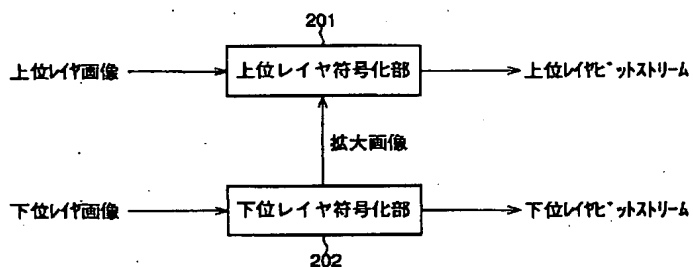 201
上位レイヤ画像
上位レイヤ符号化部
上位レイヤビットストリーム
拡大画像
下位レイヤ画像
下位レイヤ符号化部
下位レイヤビットストリーム
202